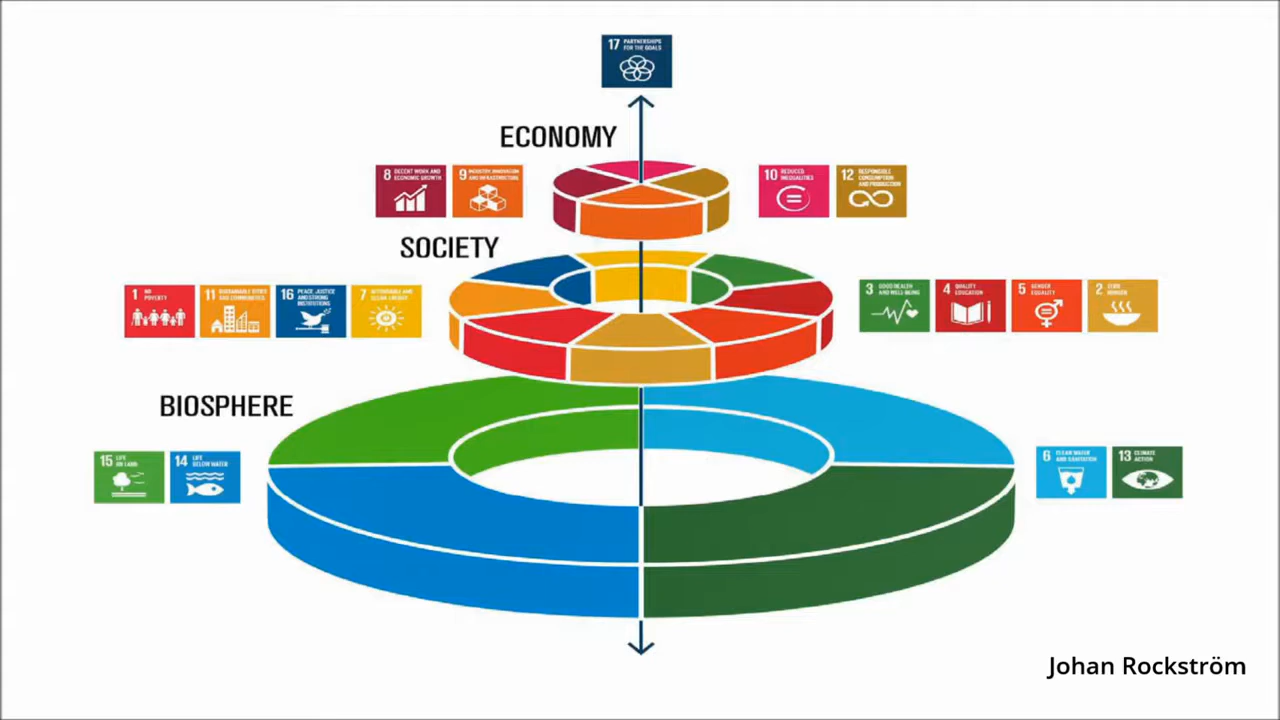 17 PARTNERSHIPS
FOR THE GOALS
ECONOMY
8 DECENT WORK AND
ECONOMIC GROWTH
9 INDUSTRY, INNOVATION
AND INFRASTRUCTURE
10 REDUCED
INEQUALITIES
12 RESPONSIBLE
CONSUMPTION
AND PRODUCTION
SOCIETY
1 NO
POVERTY
11 SUSTAINABLE CITIES
AND COMMUNITIES
16 PEACE, JUSTICE
AND STRONG
INSTITUTIONS
7 AFFORDABLE AND
CLEAN ENERGY
3 GOOD HEALTH
AND WELL-BEING
4 QUALITY
EDUCATION
5 GENDER
EQUALITY
2 ZERO
HUNGER
BIOSPHERE
15 LIFE
ON LAND
14 LIFE
BELOW WATER
6 CLEAN WATER
AND SANITATION
13 CLIMATE
ACTION
Johan Rockström